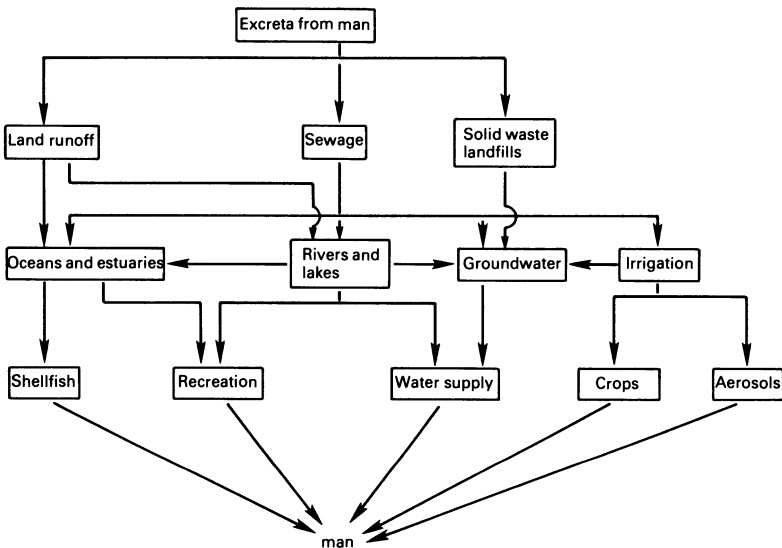 Excreta from man
Land runoff
Sewage
Solid waste
landfills
Oceans and estuaries
Rivers and
lakes
Groundwater
Irrigation
Shellfish
Recreation
Water supply
Crops
Aerosols
man